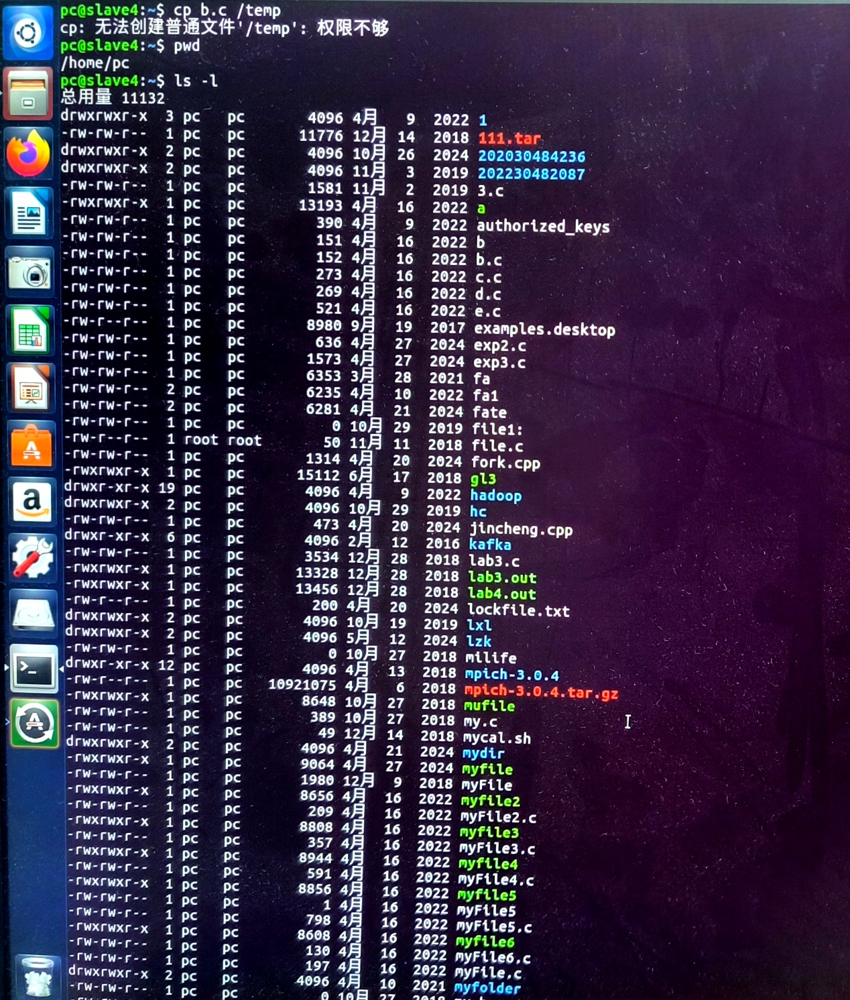 pc@slave4:~$ cp b.c /temp
cp: 无法创建普通文件'/temp': 权限不够
pc@slave4:~$ pwd
/home/pc
pc@slave4:~$ ls -l
总用量 11132
drwxrwxr-x 3 pc pc 4096 4月 9 2022 1
-rw-rw-r-- 1 pc pc 11776 12月 14 2018 111.tar
drwxrwxr-x 2 pc pc 4096 10月 26 2024 202030484236
drwxrwxr-x 2 pc pc 4096 11月 3 2019 202230482087
-rw-rw-r-- 1 pc pc 1581 11月 2 2019 3.c
-rwxrwxr-x 1 pc pc 13193 4月 16 2022 a
-rw-rw-r-- 1 pc pc 390 4月 9 2022 authorized_keys
-rw-rw-r-- 1 pc pc 151 4月 16 2022 b
-rw-rw-r-- 1 pc pc 152 4月 16 2022 b.c
-rw-rw-r-- 1 pc pc 273 4月 16 2022 c.c
-rw-rw-r-- 1 pc pc 269 4月 16 2022 d.c
-rw-rw-r-- 1 pc pc 521 4月 16 2022 e.c
-rw-r--r-- 1 pc pc 8980 9月 19 2017 examples.desktop
-rw-rw-r-- 1 pc pc 636 4月 27 2024 exp2.c
-rw-rw-r-- 1 pc pc 1573 4月 27 2024 exp3.c
-rw-rw-r-- 1 pc pc 6353 3月 28 2021 fa
-rw-rw-r-- 2 pc pc 6235 4月 10 2022 fa1
-rw-rw-r-- 2 pc pc 6281 4月 21 2024 fate
-rw-rw-r-- 1 pc pc 0 10月 29 2019 file1:
-rw-r--r-- 1 root root 50 11月 11 2018 file.c
-rw-rw-r-- 1 pc pc 1314 4月 20 2024 fork.cpp
-rwxrwxr-x 1 pc pc 15112 6月 17 2018 gl3
drwxr-xr-x 19 pc pc 4096 4月 9 2022 hadoop
drwxrwxr-x 2 pc pc 4096 10月 29 2019 hc
-rw-rw-r-- 1 pc pc 473 4月 20 2024 jincheng.cpp
drwxr-xr-x 6 pc pc 4096 2月 12 2016 kafka
-rw-rw-r-- 1 pc pc 3534 12月 28 2018 lab3.c
-rwxrwxr-x 1 pc pc 13328 12月 28 2018 lab3.out
-rwxrwxr-x 1 pc pc 13456 12月 28 2018 lab4.out
-rw-r--r-- 1 pc pc 200 4月 20 2024 lockfile.txt
drwxrwxr-x 2 pc pc 4096 10月 19 2019 lxl
drwxrwxr-x 2 pc pc 4096 5月 12 2024 lzk
-rw-rw-r-- 1 pc pc 0 10月 27 2018 milife
drwxr-xr-x 12 pc pc 4096 4月 13 2018 mpich-3.0.4
-rw-r--r-- 1 pc pc 10921075 4月 6 2018 mpich-3.0.4.tar.gz
-rwxrwxr-x 1 pc pc 8648 10月 27 2018 mufile
-rw-rw-r-- 1 pc pc 389 10月 27 2018 my.c
-rw-rw-r-- 1 pc pc 49 12月 14 2018 mycal.sh
drwxrwxr-x 2 pc pc 4096 4月 21 2024 mydir
-rwxrwxr-x 1 pc pc 9064 4月 27 2024 myfile
-rw-rw-r-- 1 pc pc 1980 12月 9 2018 myFile
-rwxrwxr-x 1 pc pc 8656 4月 16 2022 myfile2
-rw-rw-r-- 1 pc pc 209 4月 16 2022 myFile2.c
-rwxrwxr-x 1 pc pc 8808 4月 16 2022 myfile3
-rw-rw-r-- 1 pc pc 357 4月 16 2022 myFile3.c
-rwxrwxr-x 1 pc pc 8944 4月 16 2022 myfile4
-rw-rw-r-- 1 pc pc 591 4月 16 2022 myFile4.c
-rwxrwxr-x 1 pc pc 8856 4月 16 2022 myfile5
-rw-rw-r-- 1 pc pc 1 4月 16 2022 myFile5
-rw-rw-r-- 1 pc pc 798 4月 16 2022 myFile5.c
-rwxrwxr-x 1 pc pc 8608 4月 16 2022 myfile6
-rw-rw-r-- 1 pc pc 130 4月 16 2022 myFile6.c
-rw-rw-r-- 1 pc pc 197 4月 16 2022 myFile.c
drwxrwxr-x 2 pc pc 4096 4月 10 2021 myfolder
-rw-rw-r-- 1 pc pc 0 10月 27